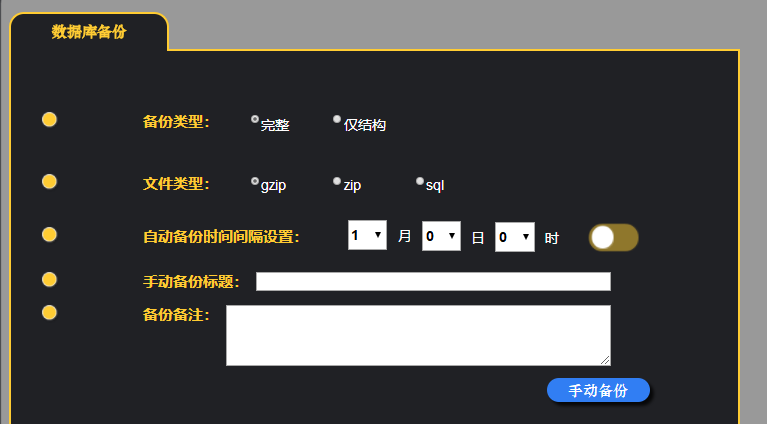 数据库备份
备份类型： 完整 仅结构
文件类型： gzip zip sql
自动备份时间间隔设置： 1 月 0 日 0 时
手动备份标题：
备份备注：
手动备份